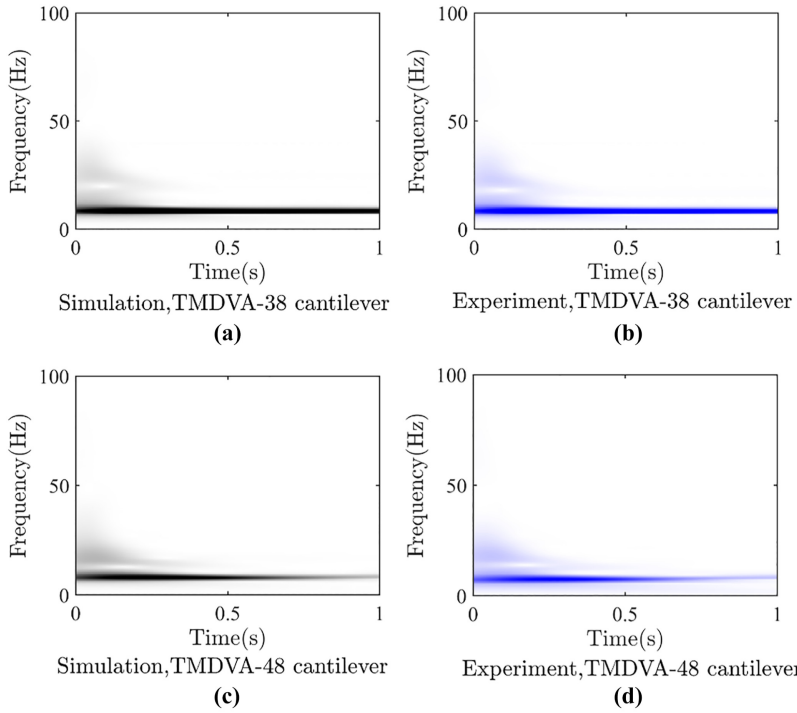 100
50
0
Frequency(Hz)
0 0.5 1
Time(s)
Simulation,TMDVA-38 cantilever
(a)
100
50
0
Frequency(Hz)
0 0.5 1
Time(s)
Experiment,TMDVA-38 cantilever
(b)
100
50
0
Frequency(Hz)
0 0.5 1
Time(s)
Simulation,TMDVA-48 cantilever
(c)
100
50
0
Frequency(Hz)
0 0.5 1
Time(s)
Experiment,TMDVA-48 cantilever
(d)